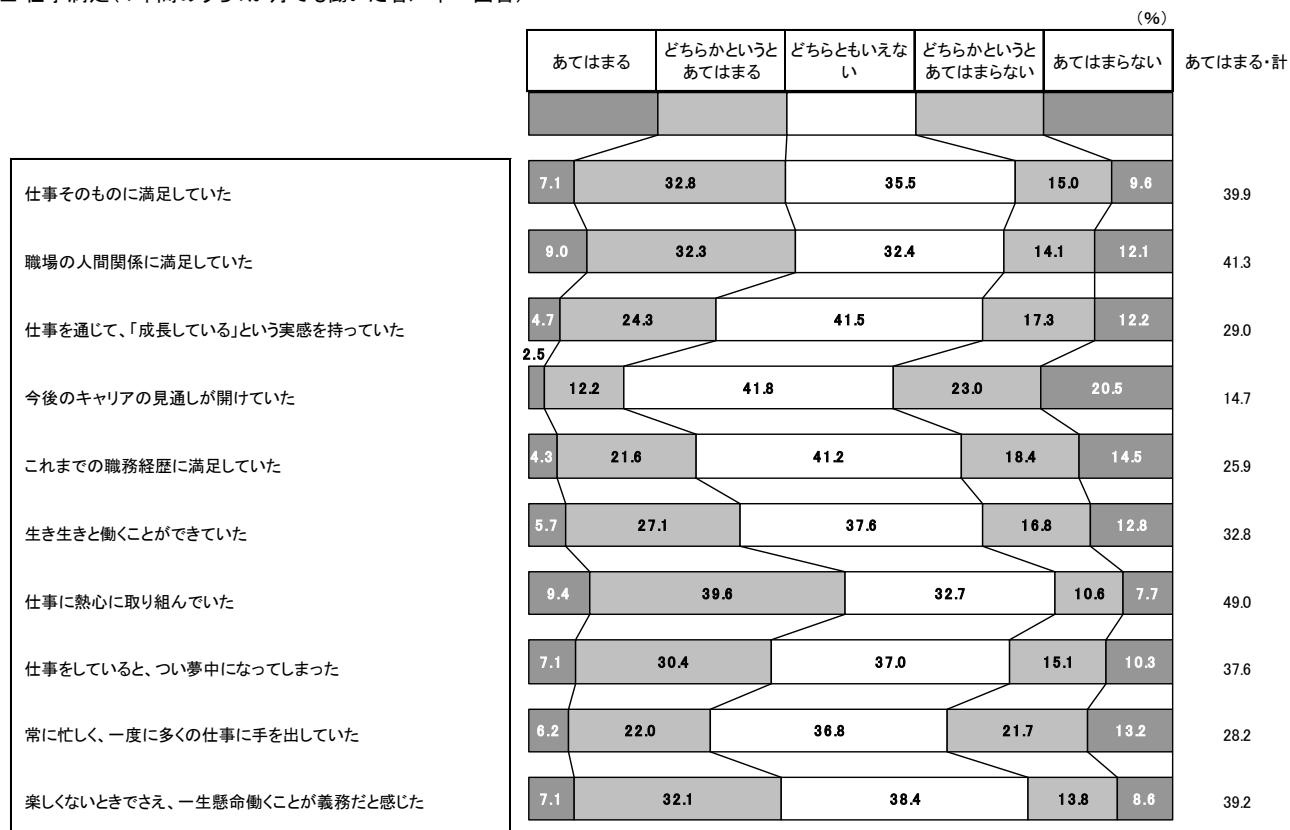 (%)
あてはまる
どちらかというと
あてはまる
どちらともいえな
い
どちらかというと
あてはまらない
あてはまらない
あてはまる・計
仕事そのものに満足していた 7.1 32.8 35.5 15.0 9.6 39.9
職場の人間関係に満足していた 9.0 32.3 32.4 14.1 12.1 41.3
仕事を通じて、「成長している」という実感を持っていた 4.7 24.3 41.5 17.3 12.2 29.0
今後のキャリアの見通しが開けていた 2.5 12.2 41.8 23.0 20.5 14.7
これまでの職務経歴に満足していた 4.3 21.6 41.2 18.4 14.5 25.9
生き生きと働くことができていた 5.7 27.1 37.6 16.8 12.8 32.8
仕事に熱心に取り組んでいた 9.4 39.6 32.7 10.6 7.7 49.0
仕事をしていると、つい夢中になってしまった 7.1 30.4 37.0 15.1 10.3 37.6
常に忙しく、一度に多くの仕事に手を出していた 6.2 22.0 36.8 21.7 13.2 28.2
楽しくないときでさえ、一生懸命働くことが義務だと感じた 7.1 32.1 38.4 13.8 8.6 39.2